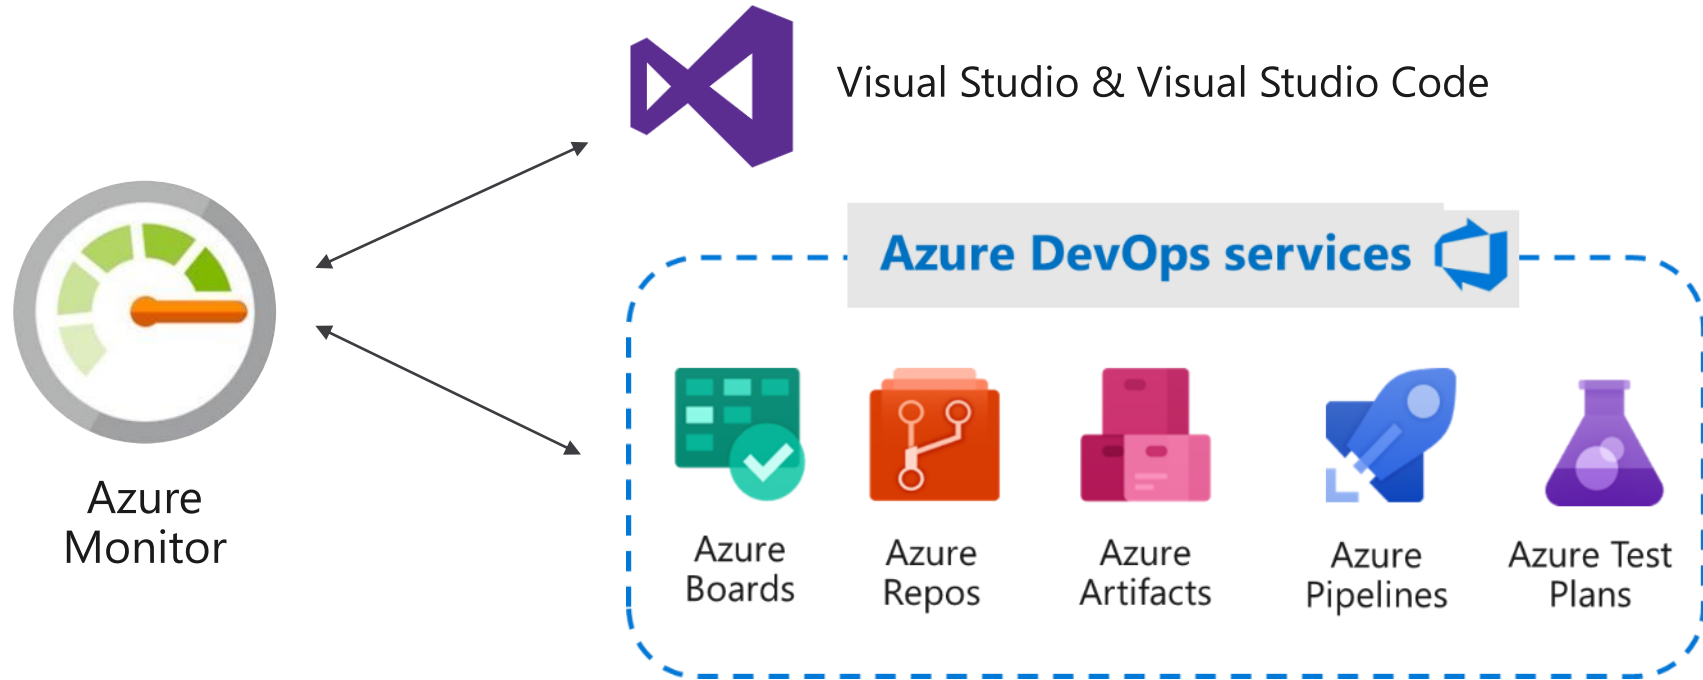 Visual Studio & Visual Studio Code
Azure DevOps services
Azure
Monitor
Azure
Boards
Azure
Repos
Azure
Artifacts
Azure
Pipelines
Azure Test
Plans